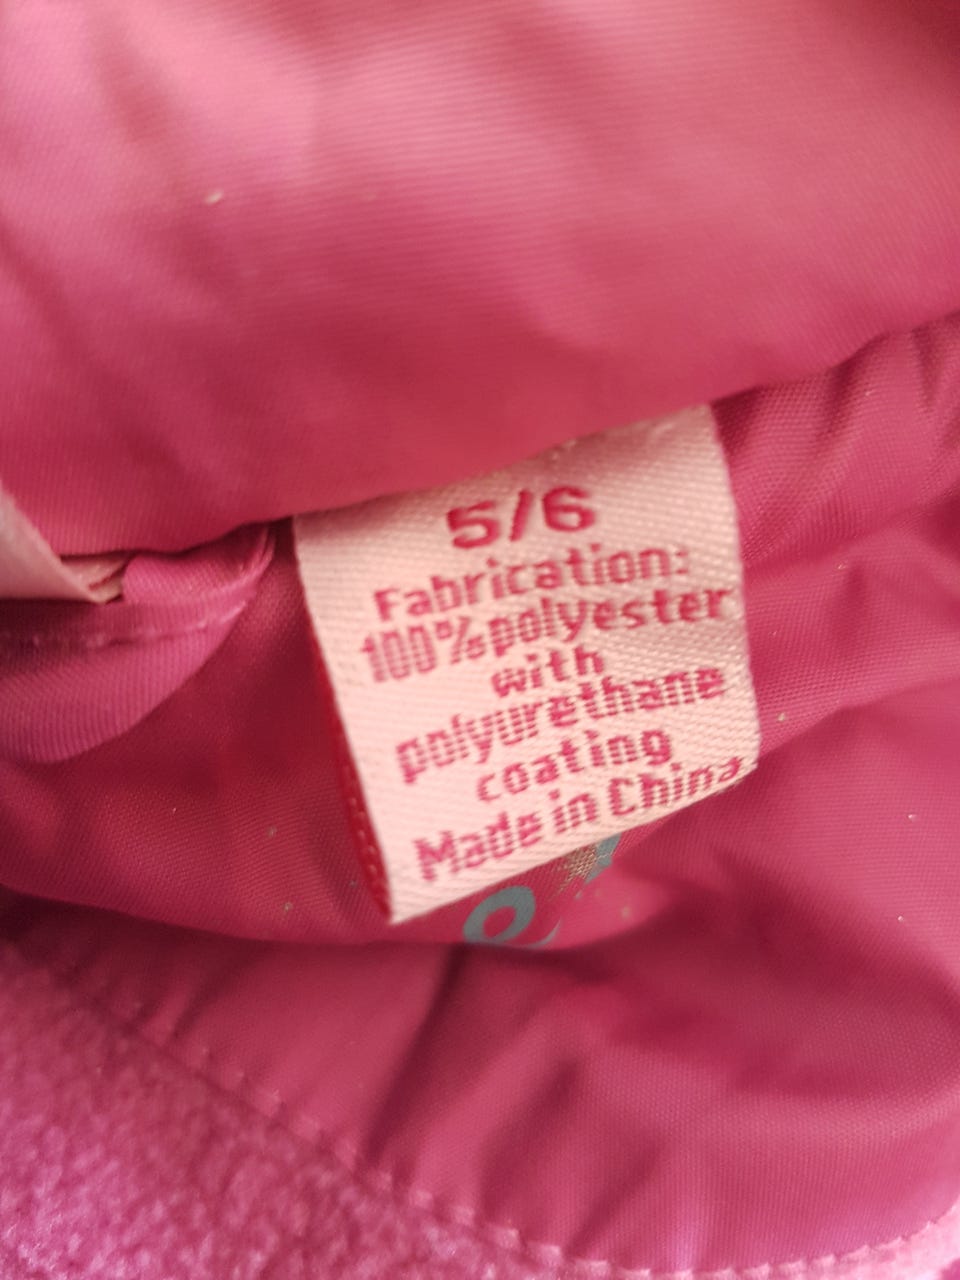 5/6
Fabrication:
100% polyester
with
polyurethane
coating
Made in China